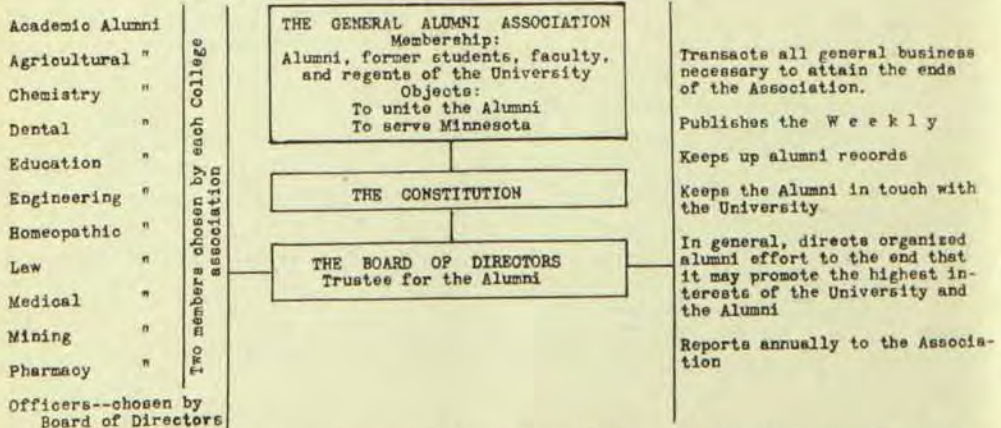 Academic Alumni
Agricultural "
Chemistry "
Dental "
Education "
Engineering "
Homeopathic "
Law "
Medical "
Mining "
Pharmacy "
Officers--chosen by
Board of Directors
Two members chosen by each College
association
THE GENERAL ALUMNI ASSOCIATION
Membership:
Alumni, former students, faculty,
and regents of the University
Objects:
To unite the Alumni
To serve Minnesota
THE CONSTITUTION
THE BOARD OF DIRECTORS
Trustee for the Alumni
Transacts all general business
necessary to attain the ends
of the Association.
Publishes the W e e k l y
Keeps up alumni records
Keeps the Alumni in touch with
the University
In general, directs organized
alumni effort to the end that
it may promote the highest in-
terests of the University and
the Alumni
Reports annually to the Associa-
tion